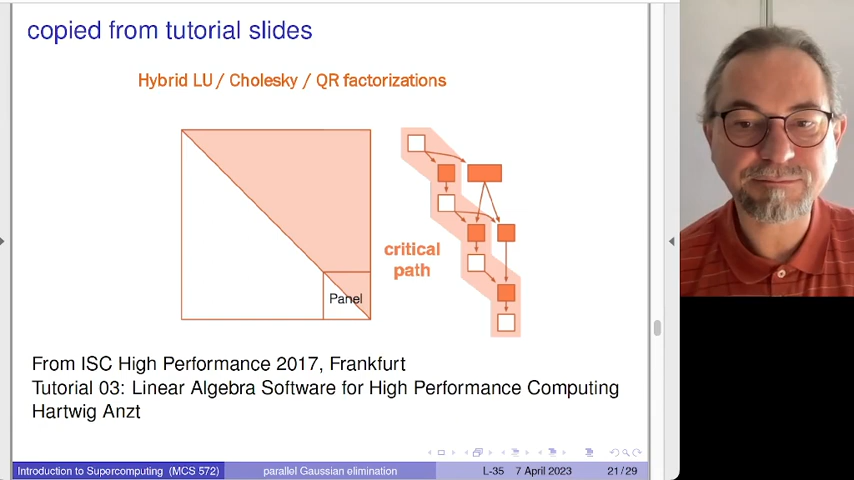 copied from tutorial slides
Hybrid LU / Cholesky / QR factorizations
Panel
critical
path
From ISC High Performance 2017, Frankfurt
Tutorial 03: Linear Algebra Software for High Performance Computing
Hartwig Anzt
Introduction to Supercomputing (MCS 572)
parallel Gaussian elimination
L-35 7 April 2023
21 / 29